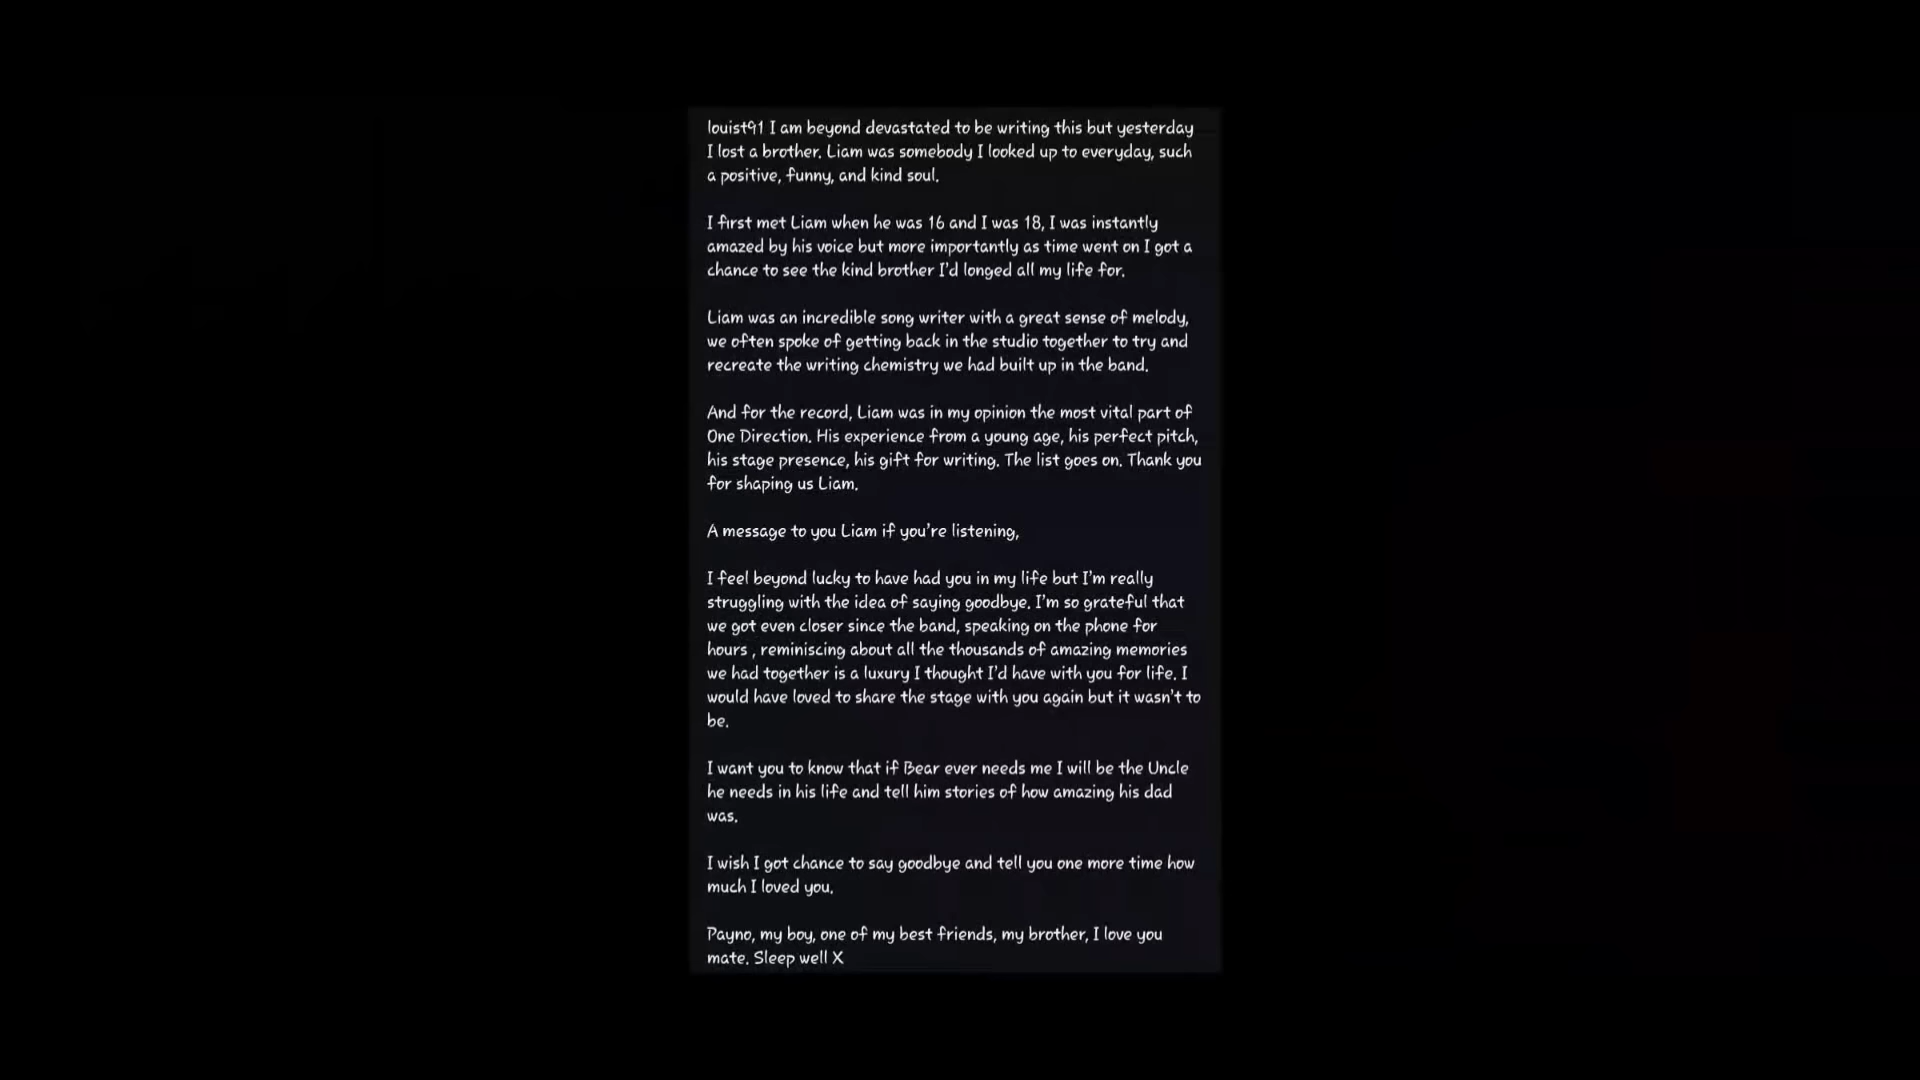 louist91 I am beyond devastated to be writing this but yesterday
I lost a brother. Liam was somebody I looked up to everyday, such
a positive, funny, and kind soul.
I first met Liam when he was 16 and I was 18, I was instantly
amazed by his voice but more importantly as time went on I got a
chance to see the kind brother I'd longed all my life for.
Liam was an incredible song writer with a great sense of melody,
we often spoke of getting back in the studio together to try and
recreate the writing chemistry we had built up in the band.
And for the record, Liam was in my opinion the most vital part of
One Direction. His experience from a young age, his perfect pitch,
his stage presence, his gift for writing. The list goes on. Thank you
for shaping us Liam.
A message to you Liam if you're listening,
I feel beyond lucky to have had you in my life but I'm really
struggling with the idea of saying goodbye. I'm so grateful that
we got even closer since the band, speaking on the phone for
hours , reminiscing about all the thousands of amazing memories
we had together is a luxury I thought I'd have with you for life. I
would have loved to share the stage with you again but it wasn't to
be.
I want you to know that if Bear ever needs me I will be the Uncle
he needs in his life and tell him stories of how amazing his dad
was.
I wish I got chance to say goodbye and tell you one more time how
much I loved you.
Payno, my boy, one of my best friends, my brother, I love you
mate. Sleep well X